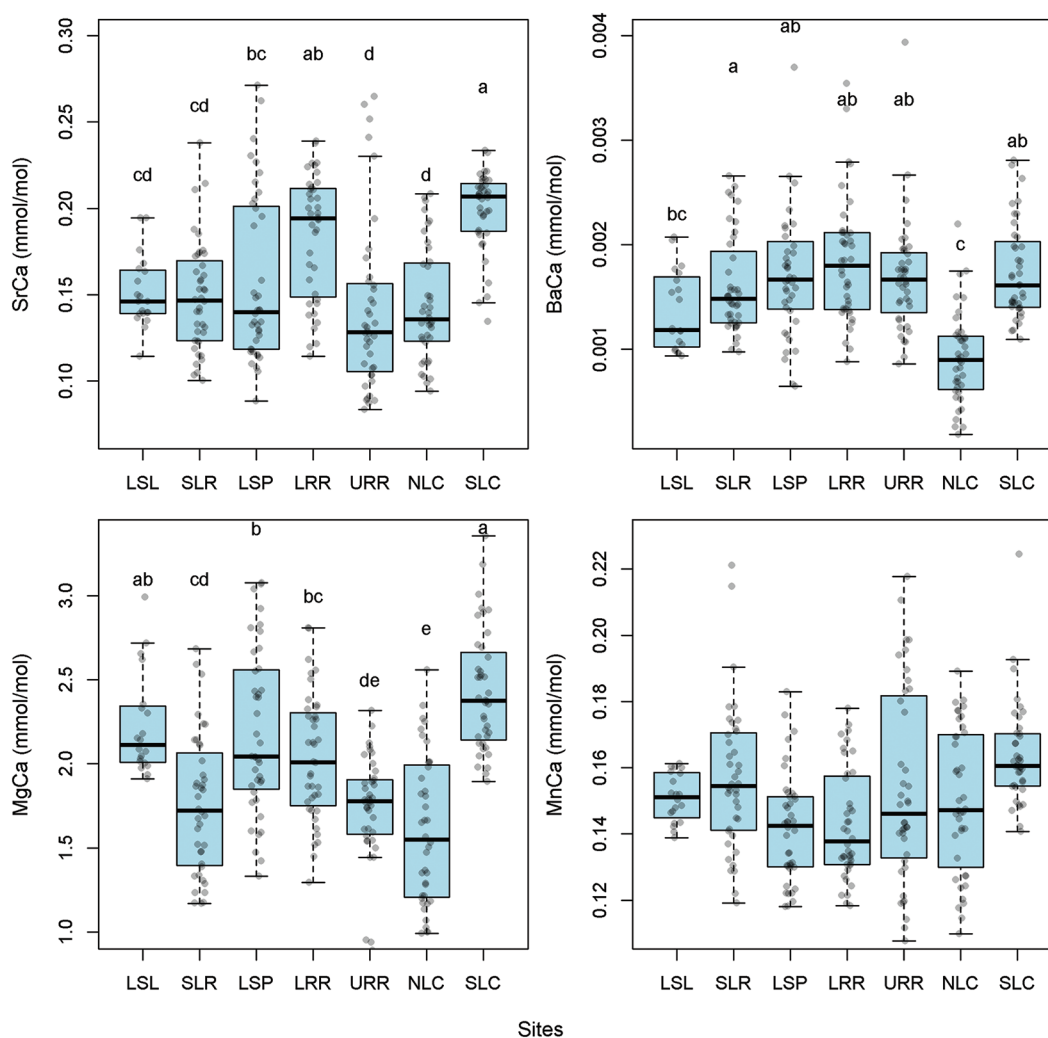 SrCa (mmol/mol)
0.30
0.25
0.20
0.15
0.10
cd
cd
bc
ab
d
d
a
LSL SLR LSP LRR URR NLC SLC
BaCa (mmol/mol)
0.004
0.003
0.002
0.001
bc
a
ab
ab
ab
c
ab
LSL SLR LSP LRR URR NLC SLC
MgCa (mmol/mol)
3.0
2.5
2.0
1.5
1.0
ab
cd
b
bc
de
e
a
LSL SLR LSP LRR URR NLC SLC
MnCa (mmol/mol)
0.22
0.20
0.18
0.16
0.14
0.12
LSL SLR LSP LRR URR NLC SLC
Sites